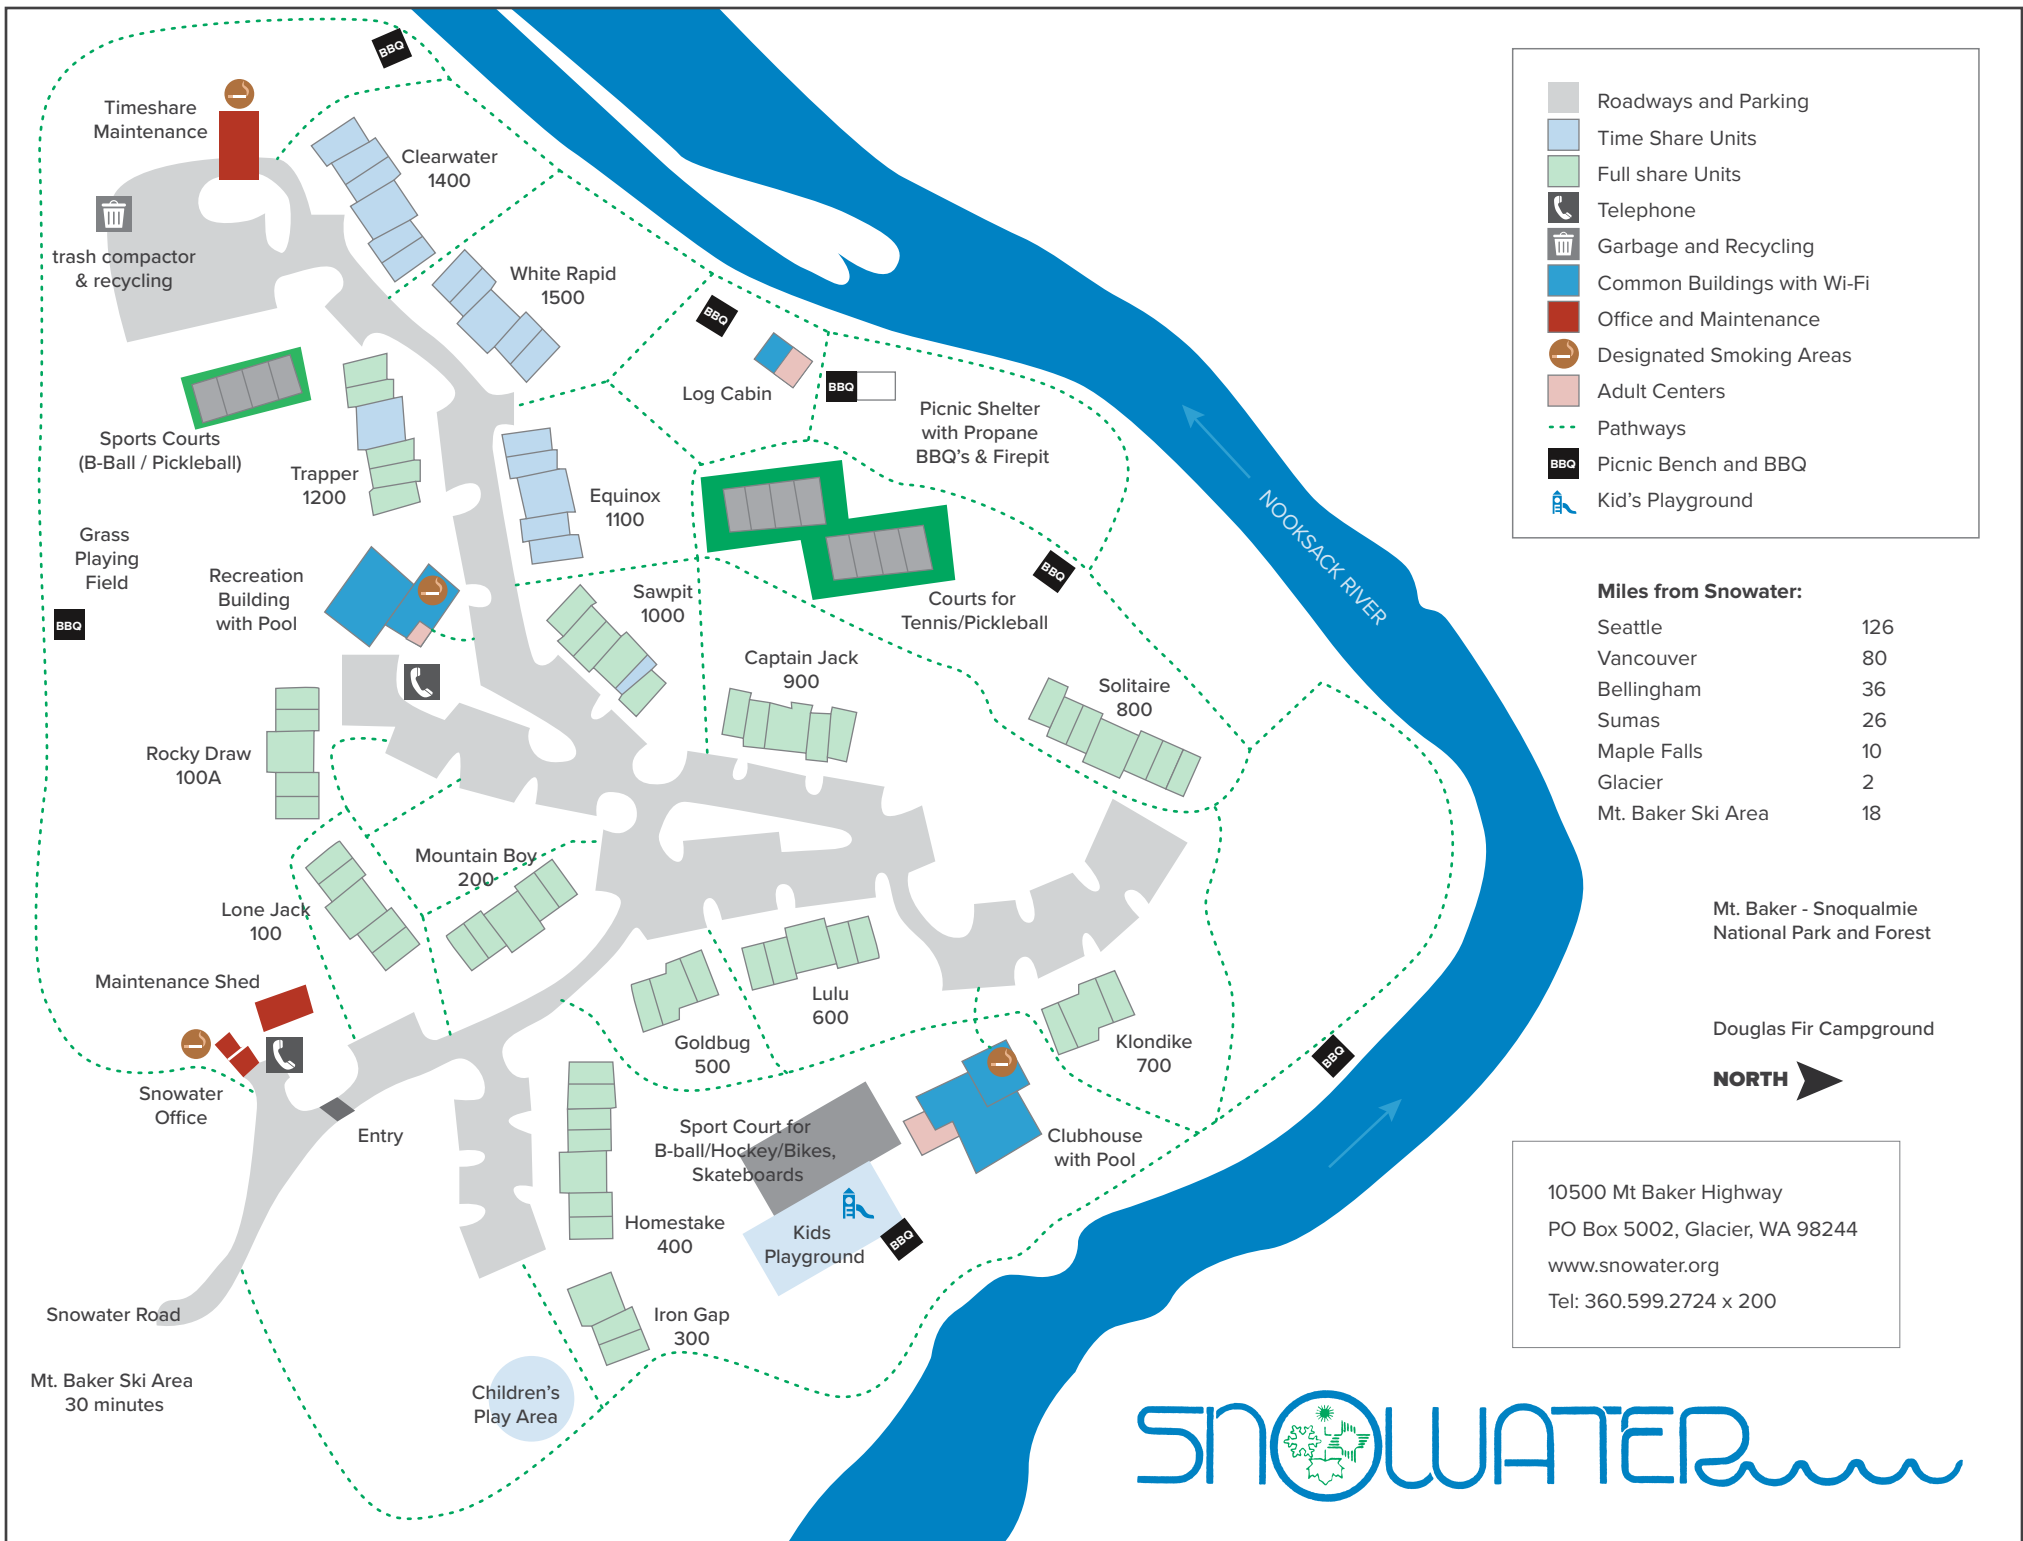 BBQ
Timeshare
Maintenance
Clearwater
1400
trash compactor
& recycling
White Rapid
1500
BBQ
Log Cabin
BBQ
Picnic Shelter
with Propane
BBQ's & Firepit
Sports Courts
(B-Ball / Pickleball)
Trapper
1200
Equinox
1100
Grass
Playing
Field
BBQ
Recreation
Building
with Pool
Sawpit
1000
BBQ
Courts for
Tennis/Pickleball
NOOKSACK RIVER
Captain Jack
900
Solitaire
800
Rocky Draw
100A
Mountain Boy
200
Lone Jack
100
Maintenance Shed
Snowater
Office
Entry
Goldbug
500
Lulu
600
Klondike
700
BBQ
Sport Court for
B-ball/Hockey/Bikes,
Skateboards
Clubhouse
with Pool
Kids
Playground
BBQ
Homestake
400
Iron Gap
300
Snowater Road
Mt. Baker Ski Area
30 minutes
Children's
Play Area
Roadways and Parking
Time Share Units
Full share Units
Telephone
Garbage and Recycling
Common Buildings with Wi-Fi
Office and Maintenance
Designated Smoking Areas
Adult Centers
Pathways
BBQ Picnic Bench and BBQ
Kid's Playground
Miles from Snowater:
Seattle 126
Vancouver 80
Bellingham 36
Sumas 26
Maple Falls 10
Glacier 2
Mt. Baker Ski Area 18
Mt. Baker - Snoqualmie
National Park and Forest
Douglas Fir Campground
NORTH
10500 Mt Baker Highway
PO Box 5002, Glacier, WA 98244
www.snowater.org
Tel: 360.599.2724 x 200
SNOWATER